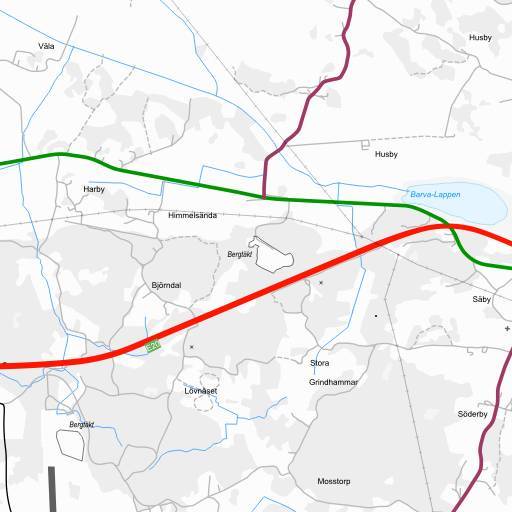 Husby
Väla
Husby
Harby
Barva-Lappen
Himmelsända
Bergtäkt
Björndal
Säby
Stora
Grindhammar
Lövnäset
Söderby
Bergtäkt
Mosstorp